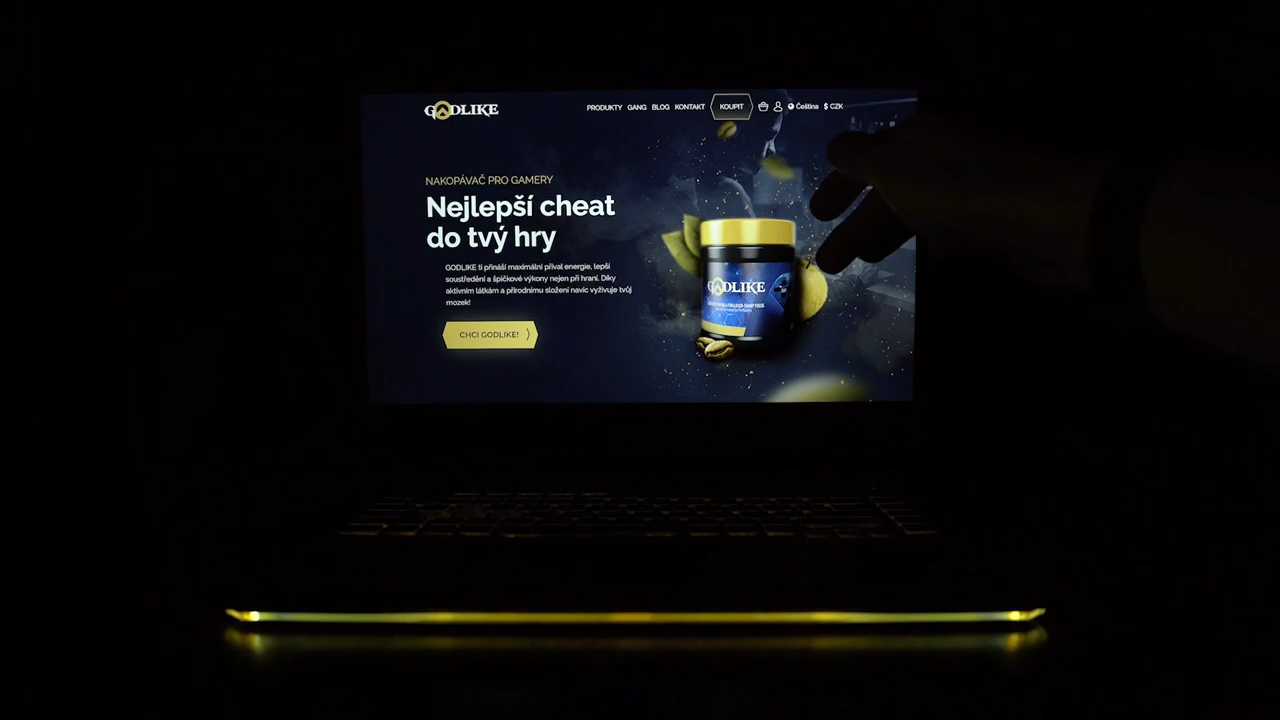 GODLIKE
PRODUKTY GANG BLOG KONTAKT KOUPIT Čeština $ CZK
NAKOPÁVAČ PRO GAMERY
Nejlepší cheat
do tvý hry
GODLIKE ti přináší maximální příval energie, lepší
soustředění a špičkové výkony nejen při hraní. Díky
aktivním látkám a přírodnímu složení navíc vyživuje tvůj
mozek!
CHCI GODLIKE!
GODLIKE